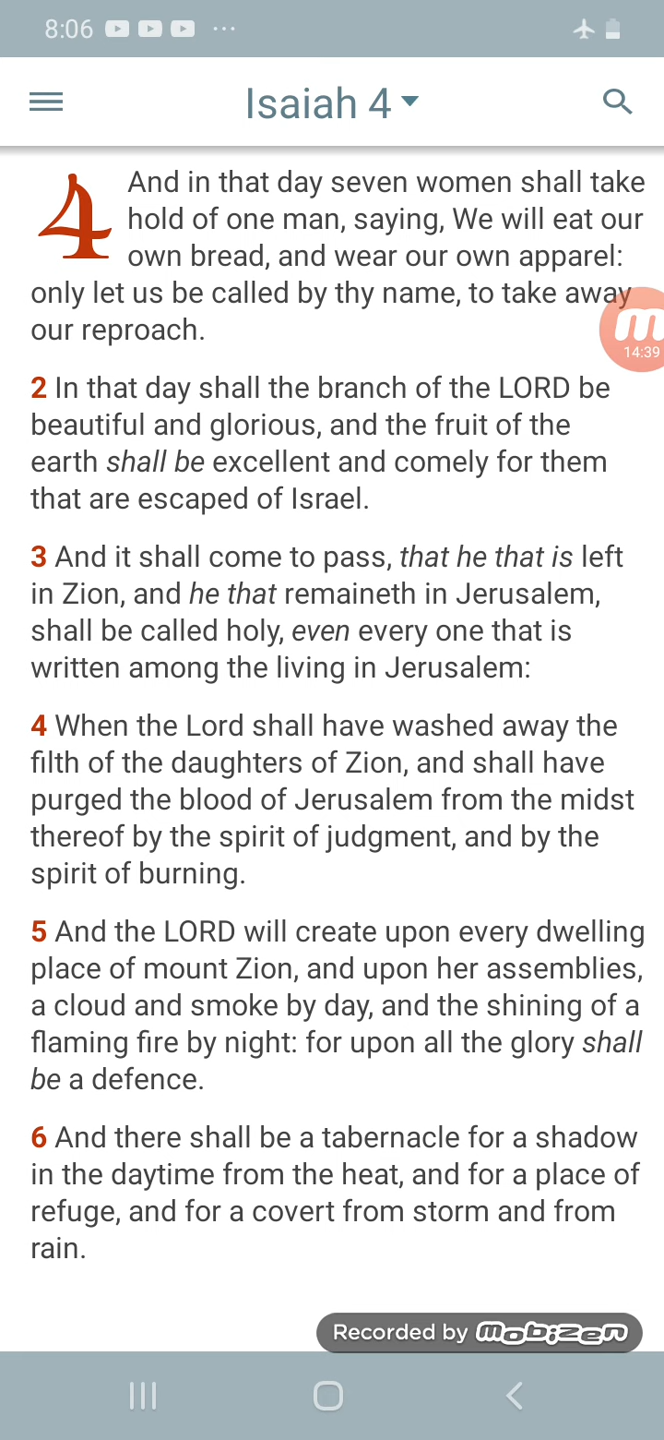 8:06
Isaiah 4
4 And in that day seven women shall take
hold of one man, saying, We will eat our
own bread, and wear our own apparel:
only let us be called by thy name, to take away
our reproach.
m
14:39
2 In that day shall the branch of the LORD be
beautiful and glorious, and the fruit of the
earth shall be excellent and comely for them
that are escaped of Israel.
3 And it shall come to pass, that he that is left
in Zion, and he that remaineth in Jerusalem,
shall be called holy, even every one that is
written among the living in Jerusalem:
4 When the Lord shall have washed away the
filth of the daughters of Zion, and shall have
purged the blood of Jerusalem from the midst
thereof by the spirit of judgment, and by the
spirit of burning.
5 And the LORD will create upon every dwelling
place of mount Zion, and upon her assemblies,
a cloud and smoke by day, and the shining of a
flaming fire by night: for upon all the glory shall
be a defence.
6 And there shall be a tabernacle for a shadow
in the daytime from the heat, and for a place of
refuge, and for a covert from storm and from
rain.
Recorded by mobizen